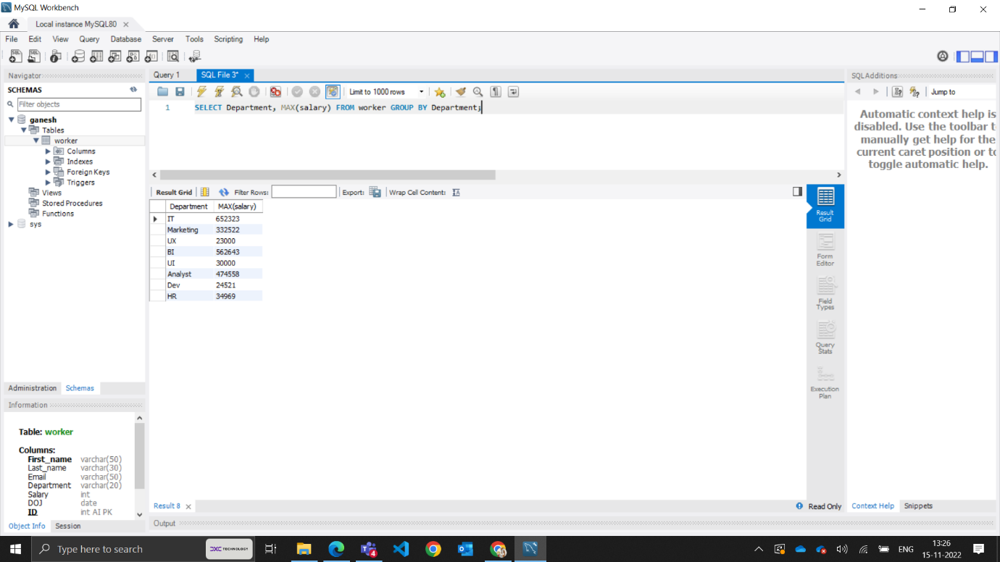 MySQL Workbench
Local instance MySQL80
File Edit View Query Database Server Tools Scripting Help
Navigator
SCHEMAS
Filter objects
ganesh
Tables
worker
Columns
Indexes
Foreign Keys
Triggers
Views
Stored Procedures
Functions
sys
Administration Schemas
Information
Table: worker
Columns:
First_name varchar(50)
Last_name varchar(30)
Email varchar(50)
Department varchar(20)
Salary int
DOJ date
ID int AI PK
Object Info Session
Query 1 SQL File 3*
Limit to 1000 rows
1 SELECT Department, MAX(salary) FROM worker GROUP BY Department;
Result Grid Filter Rows: Export: Wrap Cell Content:
Department MAX(salary)
IT 652323
Marketing 332522
UX 23000
BI 562643
UI 30000
Analyst 474558
Dev 24521
HR 34969
Result
Grid
Form
Editor
Field
Types
Query
Stats
Execution
Plan
Result 8 Read Only
Output
SQLAdditions
Jump to
Automatic context help is
disabled. Use the toolbar t
manually get help for the
current caret position or to
toggle automatic help.
Context Help Snippets
Type here to search
DXC TECHNOLOGY
4
ENG
13:26
15-11-2022